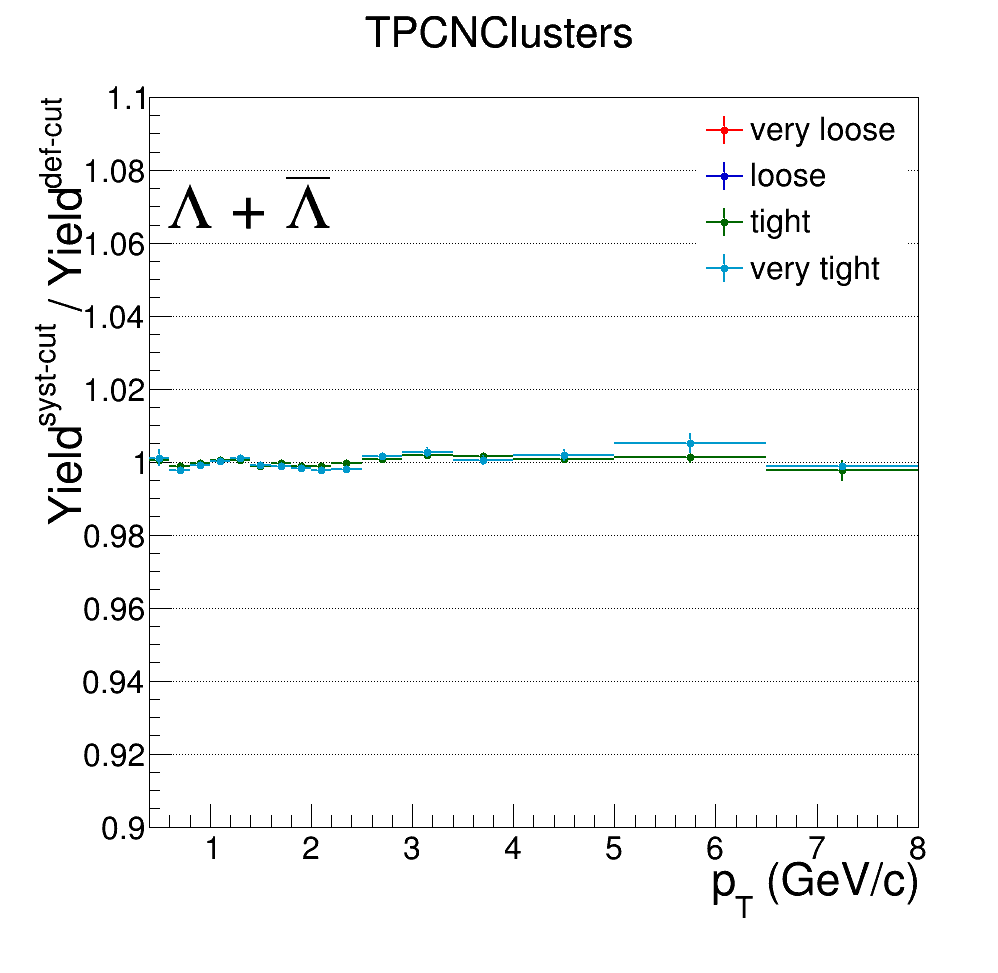 TPCNClusters
Yield^syst-cut / Yield^def-cut
1.1
1.08
1.06
1.04
1.02
1
0.98
0.96
0.94
0.92
0.9
Λ + Λ̅
very loose
loose
tight
very tight
1 2 3 4 5 6 7 8
p_T (GeV/c)